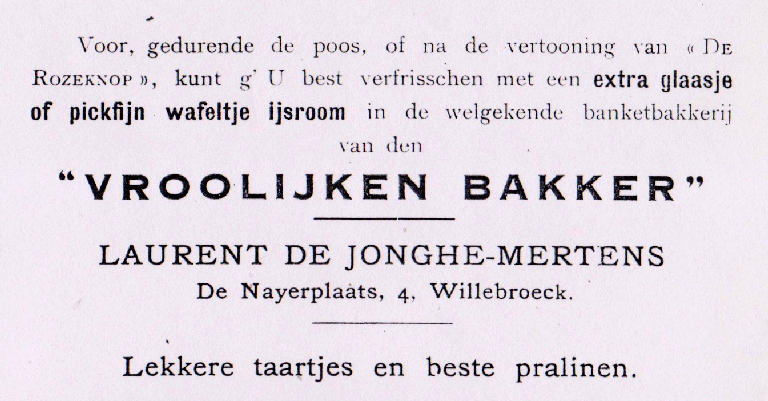 Voor, gedurende de poos, of na de vertooning van « De
Rozeknop », kunt g' U best verfrisschen met een extra glaasje
of pickfijn wafeltje ijsroom in de welgekende banketbakkerij
van den
“VROOLIJKEN BAKKER”
LAURENT DE JONGHE-MERTENS
De Nayerplaats, 4, Willebroeck.
Lekkere taartjes en beste pralinen.